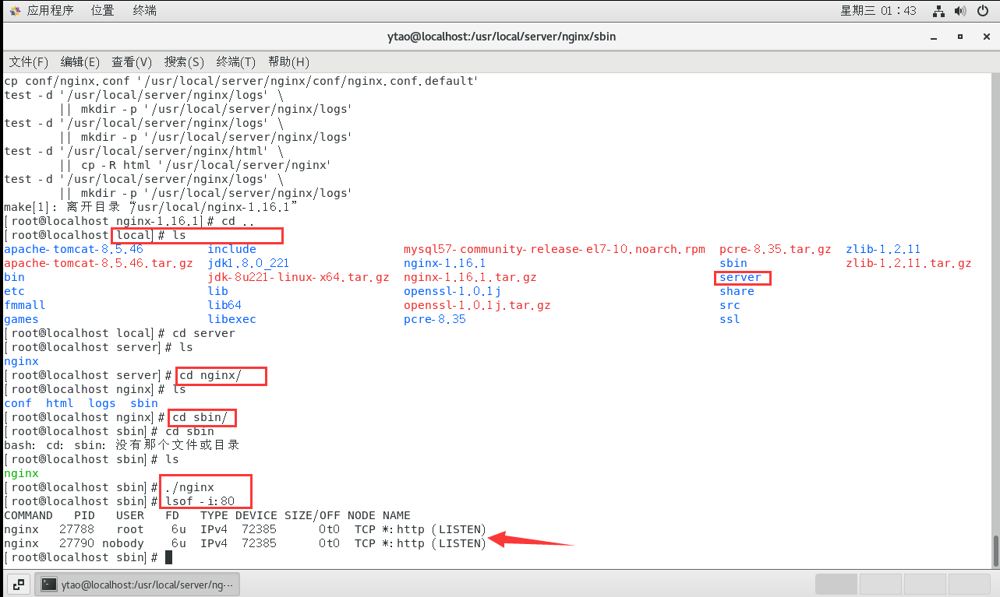 应用程序 位置 终端 星期三 01：43
ytao@localhost:/usr/local/server/nginx/sbin
文件(F) 编辑(E) 查看(V) 搜索(S) 终端(T) 帮助(H)
cp conf/nginx.conf '/usr/local/server/nginx/conf/nginx.conf.default'
test -d '/usr/local/server/nginx/logs' \
|| mkdir -p '/usr/local/server/nginx/logs'
test -d '/usr/local/server/nginx/logs' \
|| mkdir -p '/usr/local/server/nginx/logs'
test -d '/usr/local/server/nginx/html' \
|| cp -R html '/usr/local/server/nginx'
test -d '/usr/local/server/nginx/logs' \
|| mkdir -p '/usr/local/server/nginx/logs'
make[1]: 离开目录“/usr/local/nginx-1.16.1”
[root@localhost nginx-1.16.1]# cd ..
[root@localhost local]# ls
apache-tomcat-8.5.46 include mysql57-community-release-el7-10.noarch.rpm pcre-8.35.tar.gz zlib-1.2.11
apache-tomcat-8.5.46.tar.gz jdk1.8.0_221 nginx-1.16.1 sbin zlib-1.2.11.tar.gz
bin jdk-8u221-linux-x64.tar.gz nginx-1.16.1.tar.gz server
etc lib openssl-1.0.1j share
fmmall lib64 openssl-1.0.1j.tar.gz src
games libexec pcre-8.35 ssl
[root@localhost local]# cd server
[root@localhost server]# ls
nginx
[root@localhost server]# cd nginx/
[root@localhost nginx]# ls
conf html logs sbin
[root@localhost nginx]# cd sbin/
[root@localhost sbin]# cd sbin
bash: cd: sbin: 没有那个文件或目录
[root@localhost sbin]# ls
nginx
[root@localhost sbin]# ./nginx
[root@localhost sbin]# lsof -i:80
COMMAND PID USER FD TYPE DEVICE SIZE/OFF NODE NAME
nginx 27788 root 6u IPv4 72385 0t0 TCP *:http (LISTEN)
nginx 27790 nobody 6u IPv4 72385 0t0 TCP *:http (LISTEN)
[root@localhost sbin]#
ytao@localhost:/usr/local/server/ng···